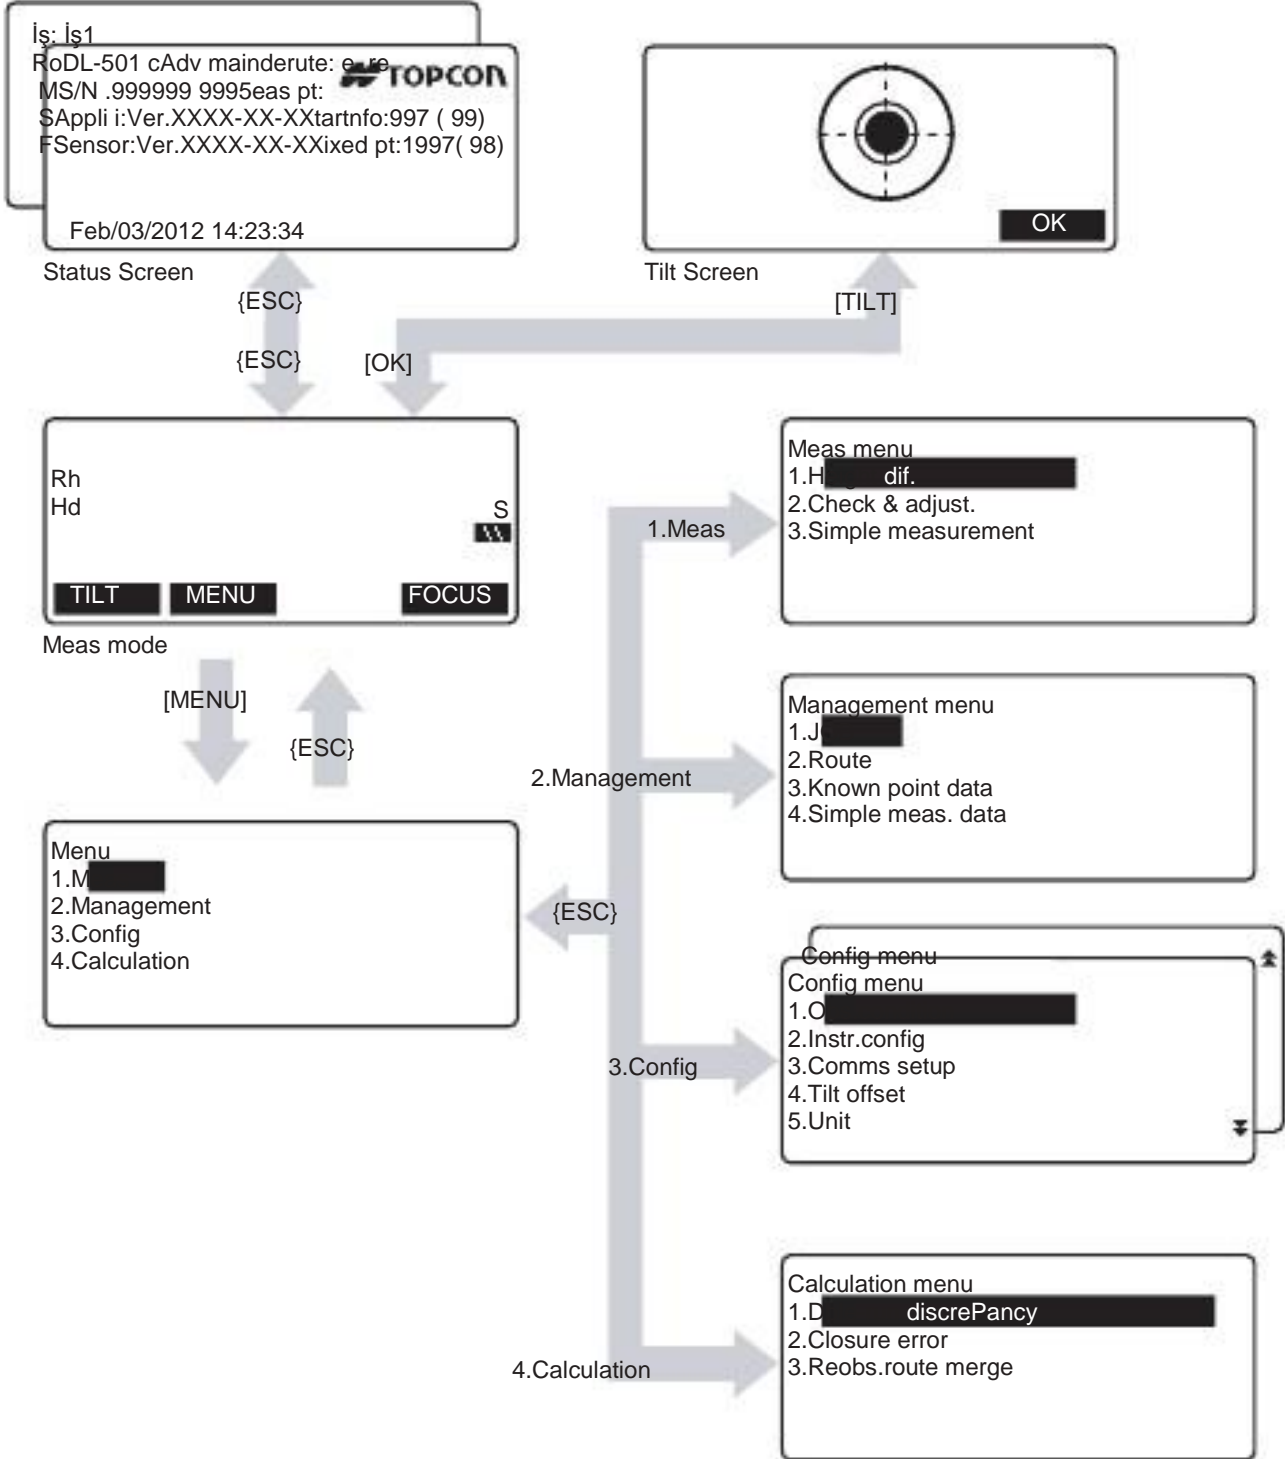 İş: İş1
RoDL-501 cAdv mainderute: e re
TOPCON
MS/N .999999 9995eas pt:
SAppli i:Ver.XXXX-XX-XXtartnfo:997 ( 99)
FSensor:Ver.XXXX-XX-XXixed pt:1997( 98)
Feb/03/2012 14:23:34
Status Screen
OK
Tilt Screen
{ESC}
[TILT]
{ESC}
[OK]
Rh
Hd
S
TILT MENU FOCUS
Meas mode
1.Meas
Meas menu
1.H dif.
2.Check & adjust.
3.Simple measurement
[MENU]
{ESC}
2.Management
Management menu
1.J
2.Route
3.Known point data
4.Simple meas. data
Menu
1.M
2.Management
3.Config
4.Calculation
{ESC}
3.Config
Config menu
Config menu
1.O
2.Instr.config
3.Comms setup
4.Tilt offset
5.Unit
4.Calculation
Calculation menu
1.D discrePancy
2.Closure error
3.Reobs.route merge